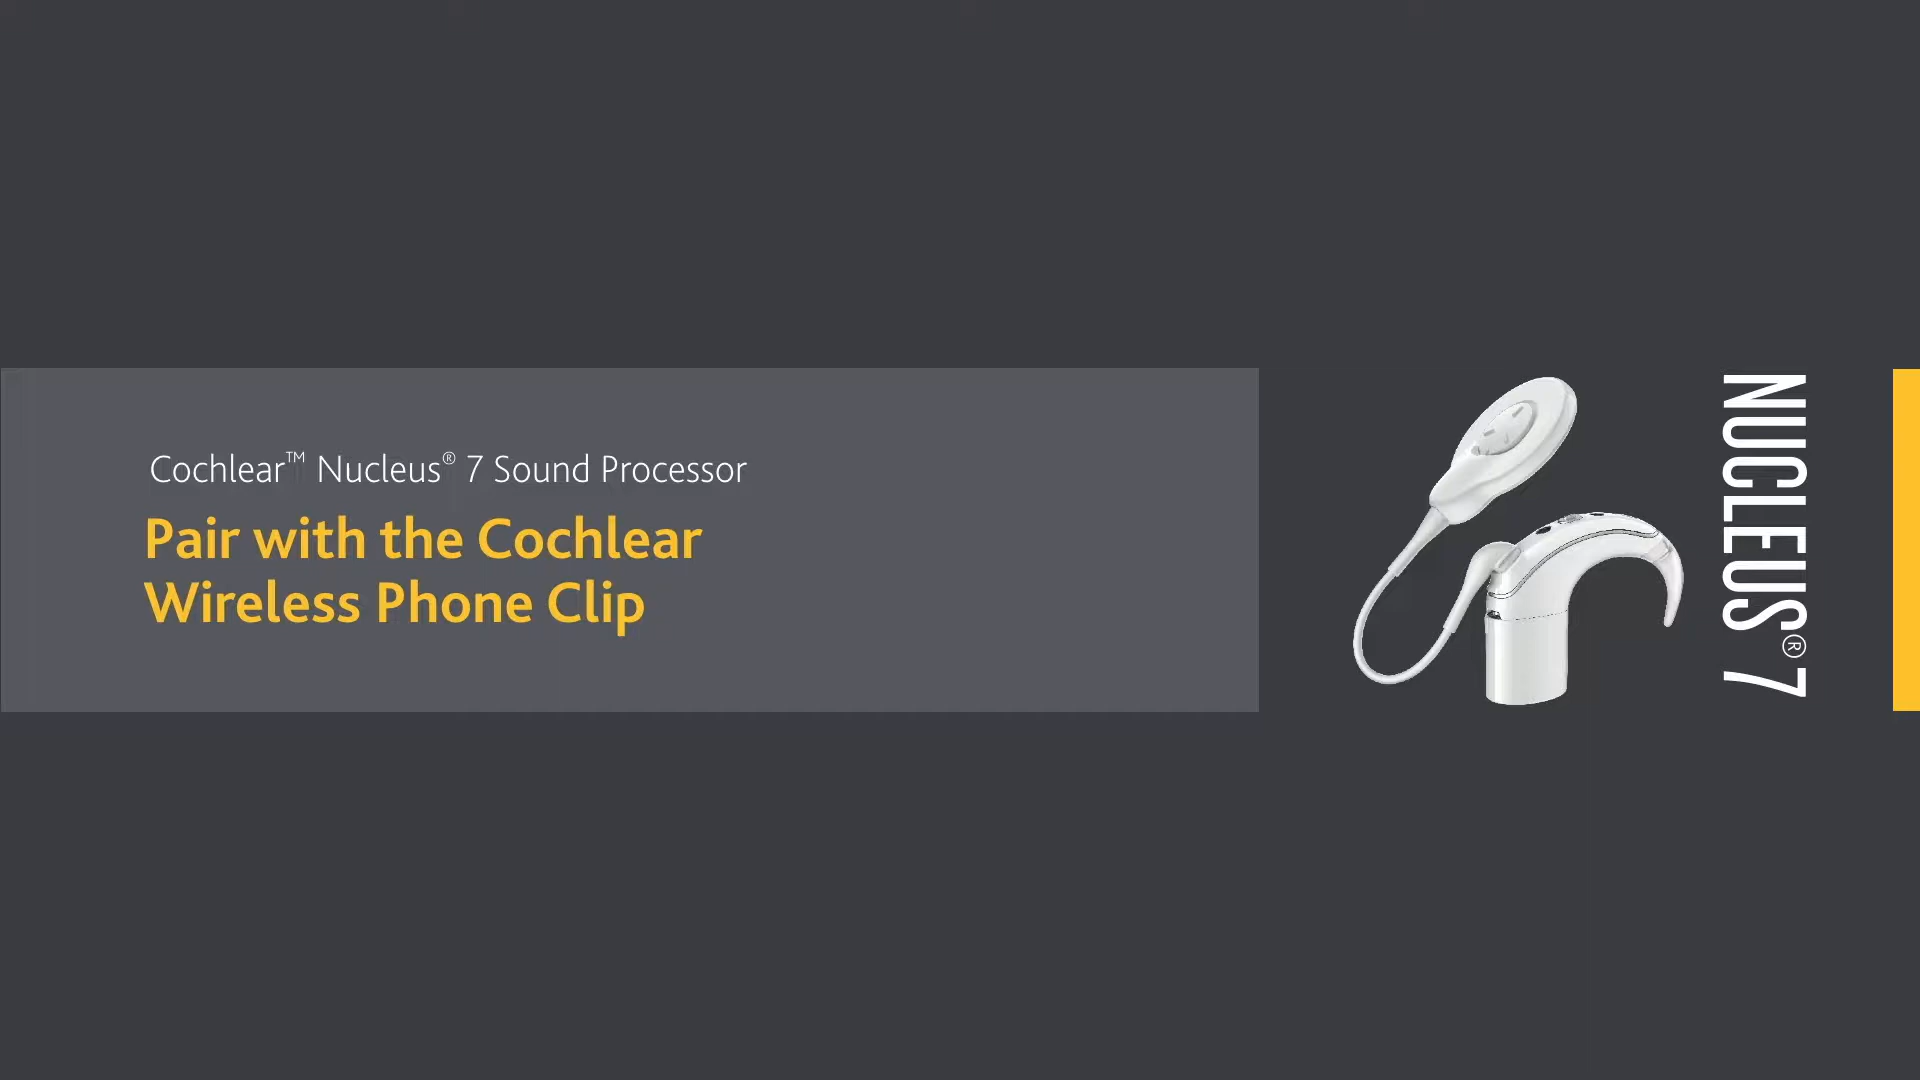 Cochlear™ Nucleus® 7 Sound Processor
Pair with the Cochlear
Wireless Phone Clip
NUCLEUS® 7